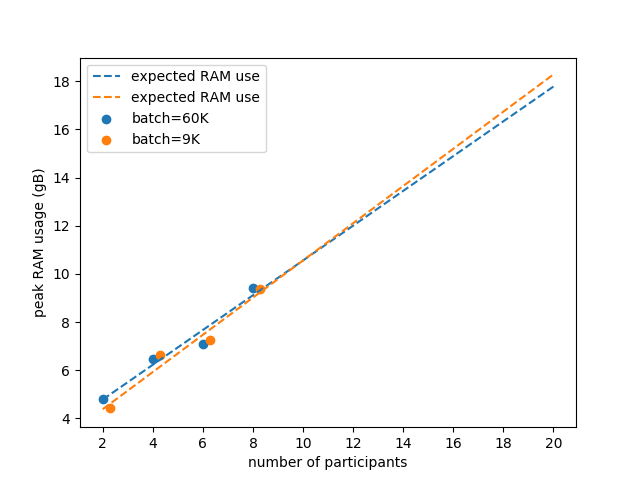 expected RAM use
expected RAM use
batch=60K
batch=9K
peak RAM usage (gB)
18
16
14
12
10
8
6
4
2 4 6 8 10 12 14 16 18 20
number of participants